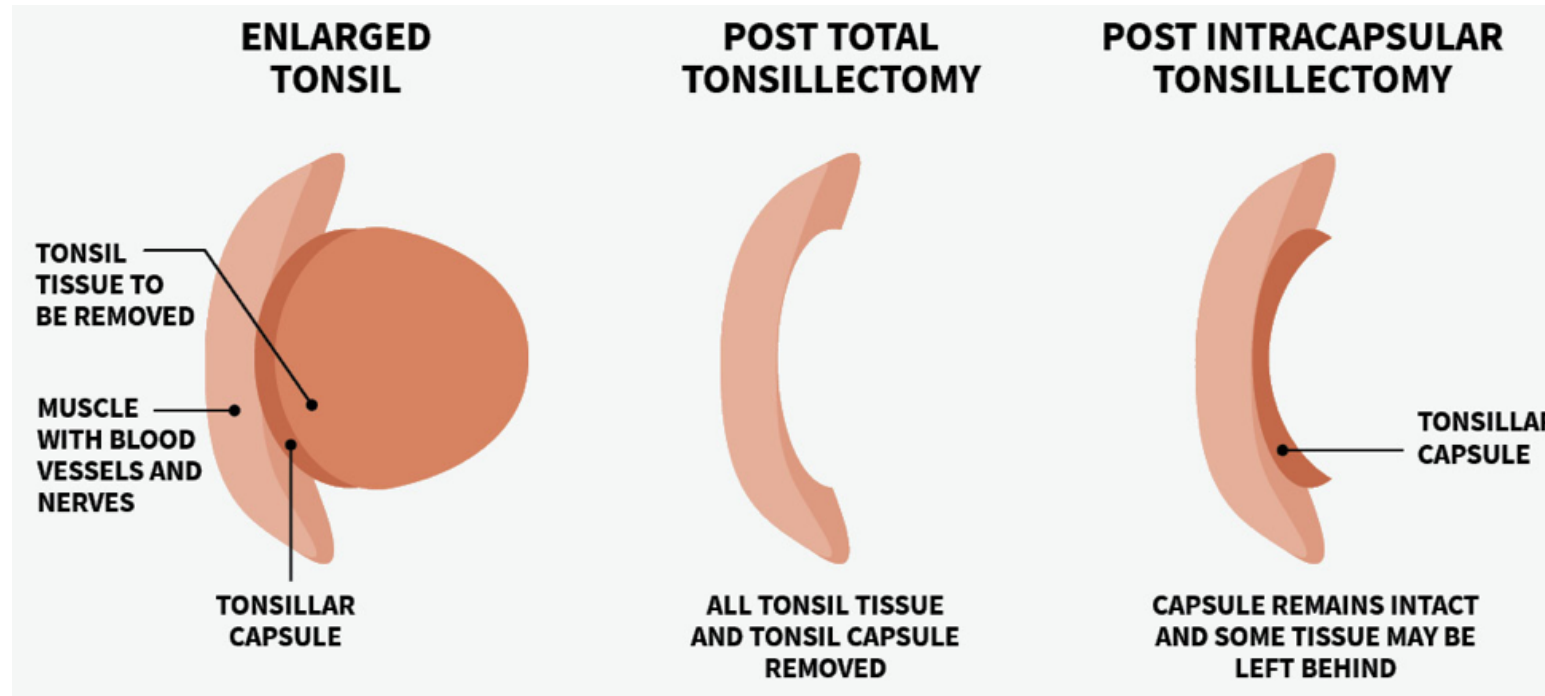 ENLARGED
TONSIL
POST TOTAL
TONSILLECTOMY
POST INTRACAPSULAR
TONSILLECTOMY
TONSIL
TISSUE TO
BE REMOVED
MUSCLE
WITH BLOOD
VESSELS AND
NERVES
TONSILLAR
CAPSULE
ALL TONSIL TISSUE
AND TONSIL CAPSULE
REMOVED
TONSILLAR
CAPSULE
CAPSULE REMAINS INTACT
AND SOME TISSUE MAY BE
LEFT BEHIND